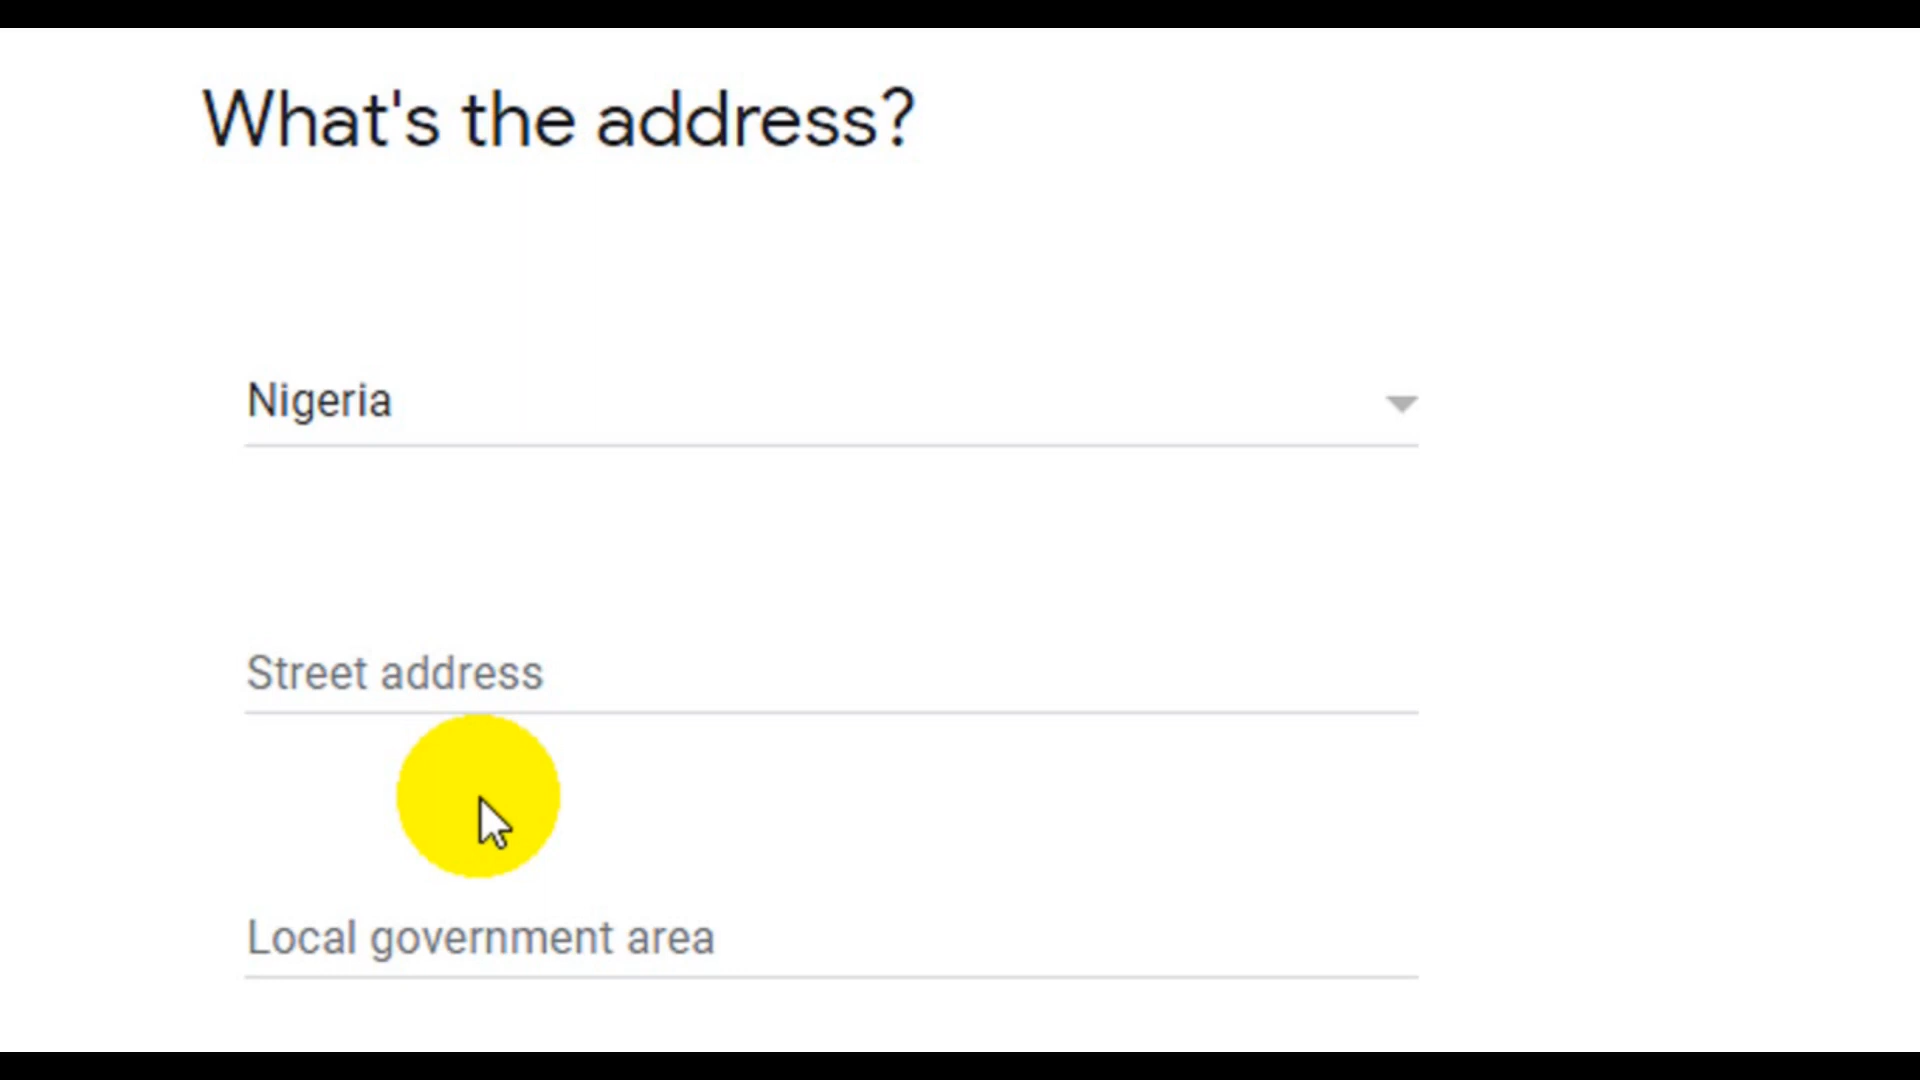 What's the address?
Nigeria
Street address
Local government area